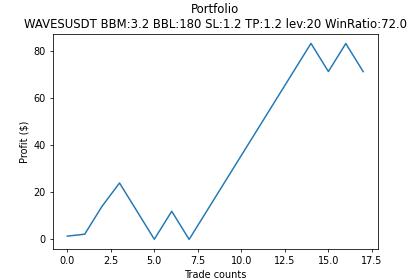 Portfolio
WAVESUSDT BBM:3.2 BBL:180 SL:1.2 TP:1.2 lev:20 WinRatio:72.0
Profit ($)
80
60
40
20
0
0.0 2.5 5.0 7.5 10.0 12.5 15.0 17.5
Trade counts